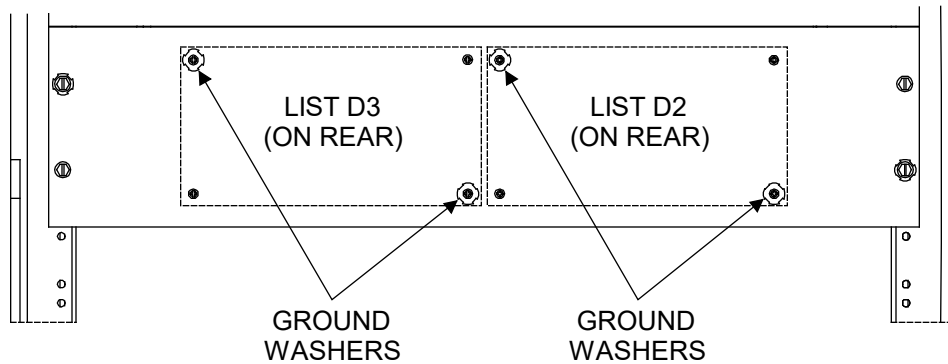 LIST D3
(ON REAR)
LIST D2
(ON REAR)
GROUND
WASHERS
GROUND
WASHERS